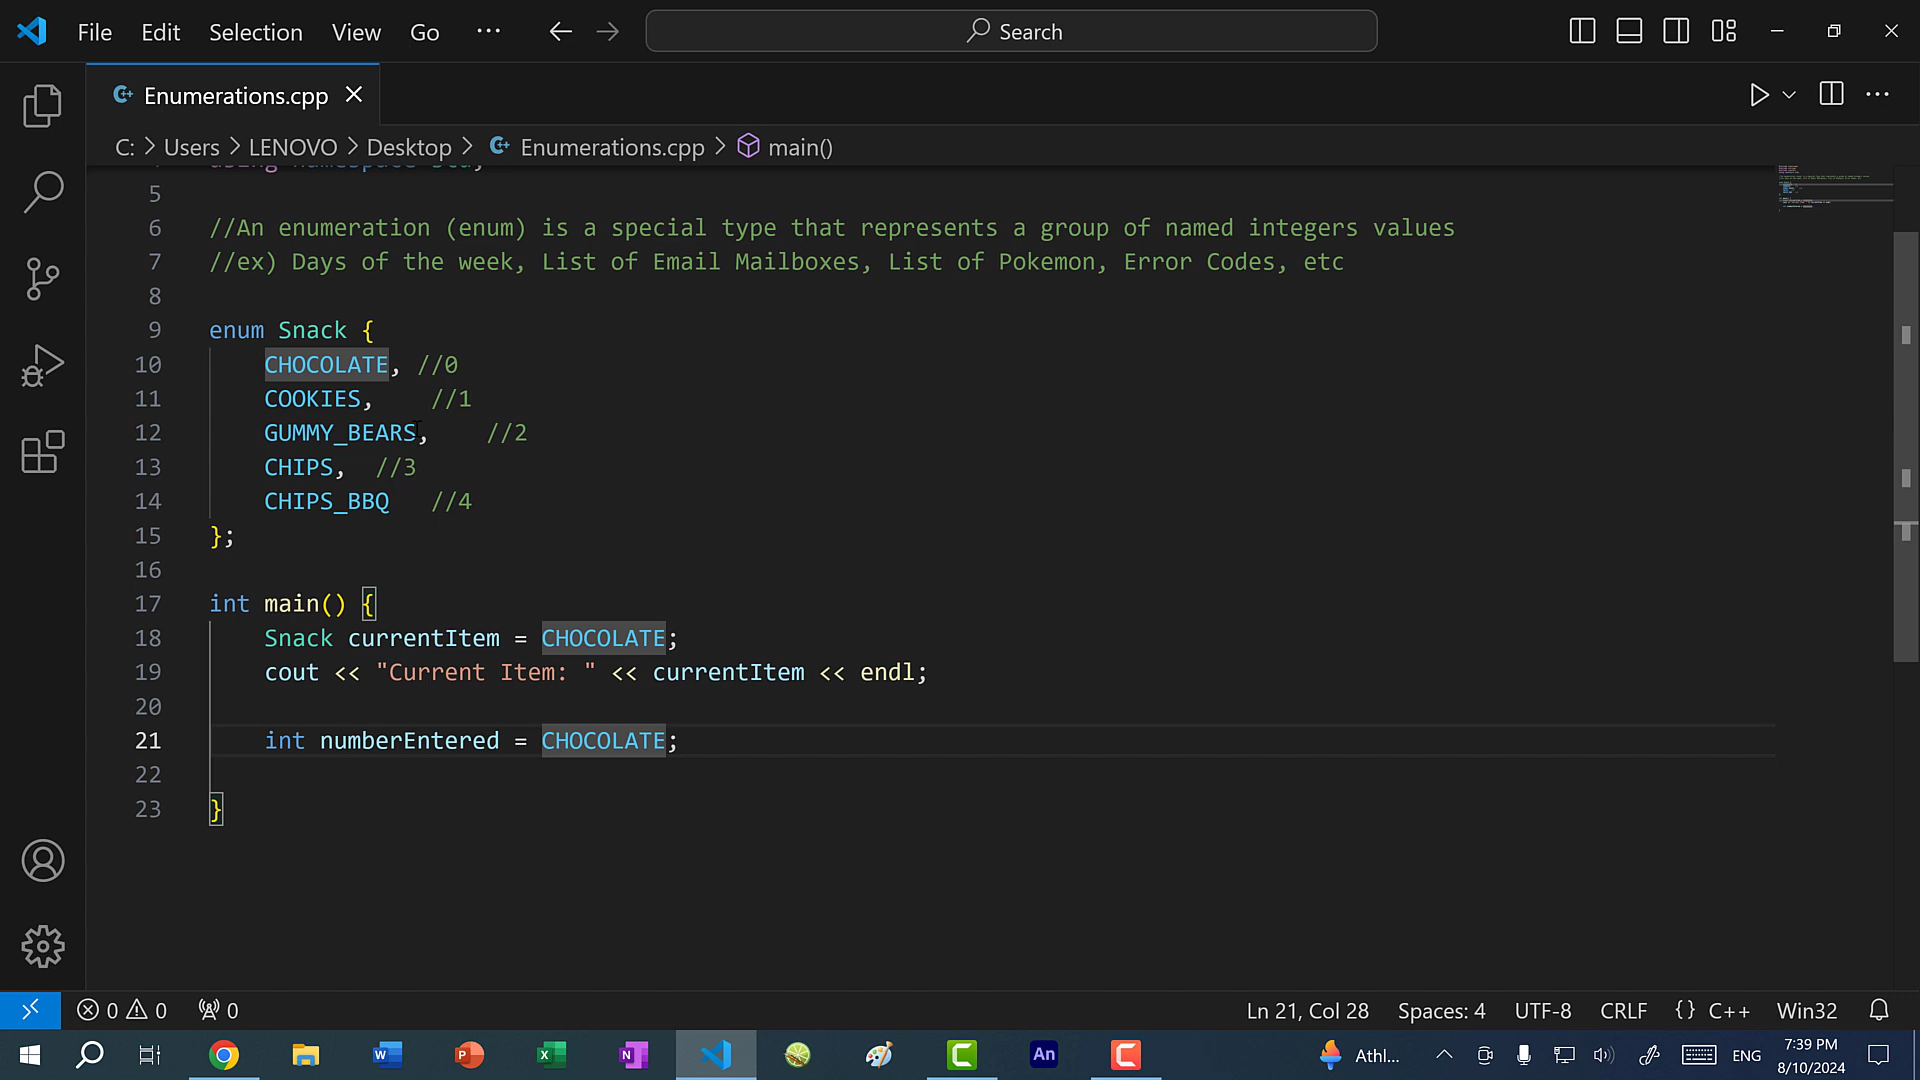 File Edit Selection View Go ··· Search
Enumerations.cpp
C: > Users > LENOVO > Desktop > Enumerations.cpp > main()
using namespace std;
5
6 //An enumeration (enum) is a special type that represents a group of named integers values
7 //ex) Days of the week, List of Email Mailboxes, List of Pokemon, Error Codes, etc
8
9 enum Snack {
10 CHOCOLATE, //0
11 COOKIES, //1
12 GUMMY_BEARS, //2
13 CHIPS, //3
14 CHIPS_BBQ //4
15 };
16
17 int main() {
18 Snack currentItem = CHOCOLATE;
19 cout << "Current Item: " << currentItem << endl;
20
21 int numberEntered = CHOCOLATE;
22
23 }
0 0 0 Ln 21, Col 28 Spaces: 4 UTF-8 CRLF {} C++ Win32
Athl... ENG 7:39 PM
8/10/2024